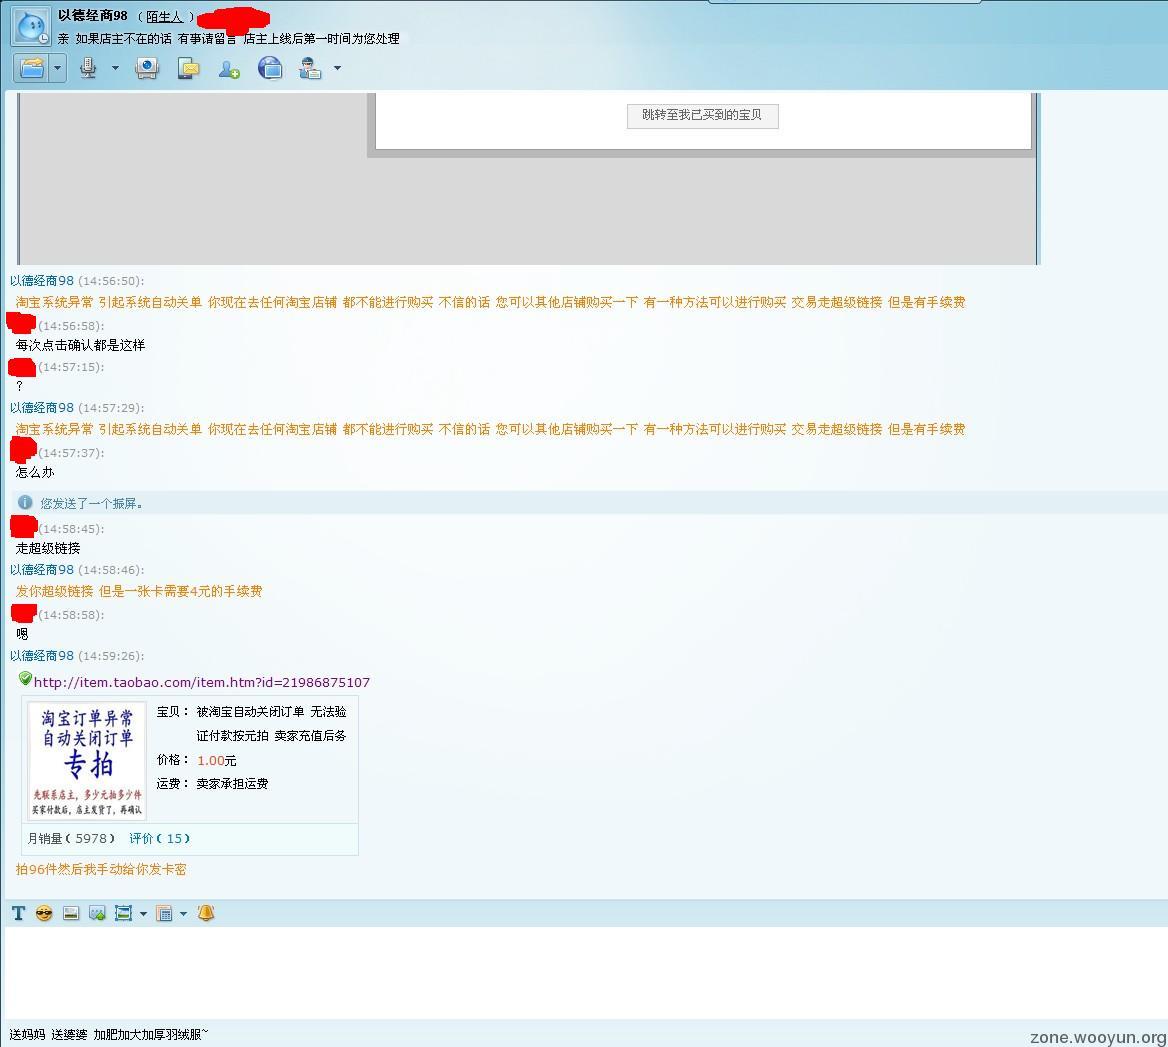 以德经商98 (陌生人)
亲 如果店主不在的话 有事请留言 店主上线后第一时间为您处理
跳转至我已买到的宝贝
以德经商98 (14:56:50):
淘宝系统异常 引起系统自动关单 你现在去任何淘宝店铺 都不能进行购买 不信的话 您可以其他店铺购买一下 有一种方法可以进行购买 交易走超级链接 但是有手续费
(14:56:58):
每次点击确认都是这样
(14:57:15):
?
以德经商98 (14:57:29):
淘宝系统异常 引起系统自动关单 你现在去任何淘宝店铺 都不能进行购买 不信的话 您可以其他店铺购买一下 有一种方法可以进行购买 交易走超级链接 但是有手续费
(14:57:37):
怎么办
您发送了一个振屏。
(14:58:45):
走超级链接
以德经商98 (14:58:46):
发你超级链接 但是一张卡需要4元的手续费
(14:58:58):
嗯
以德经商98 (14:59:26):
http://item.taobao.com/item.htm?id=21986875107
淘宝订单异常
自动关闭订单
专拍
先联系店主，多少元拍多少件
买家付款后，店主发货了，再确认
宝贝： 被淘宝自动关闭订单 无法验
证付款按元拍 卖家充值后务
价格： 1.00元
运费： 卖家承担运费
月销量（5978） 评价（15）
拍96件然后我手动给你发卡密
送妈妈 送婆婆 加肥加大加厚羽绒服~
zone.wooyun.org